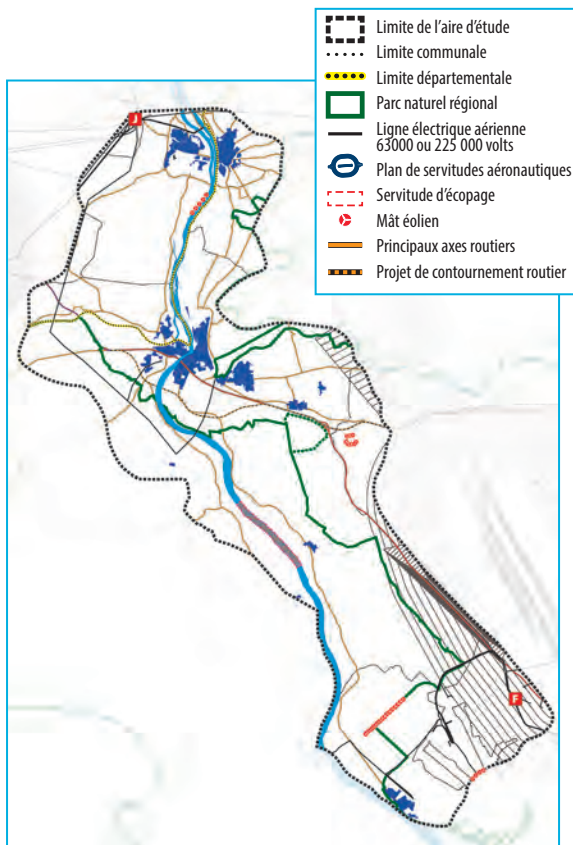 Limite de l'aire d'étude
Limite communale
Limite départementale
Parc naturel régional
Ligne électrique aérienne
63000 ou 225 000 volts
Plan de servitudes aéronautiques
Servitude d'écopage
Mât éolien
Principaux axes routiers
Projet de contournement routier
J
F